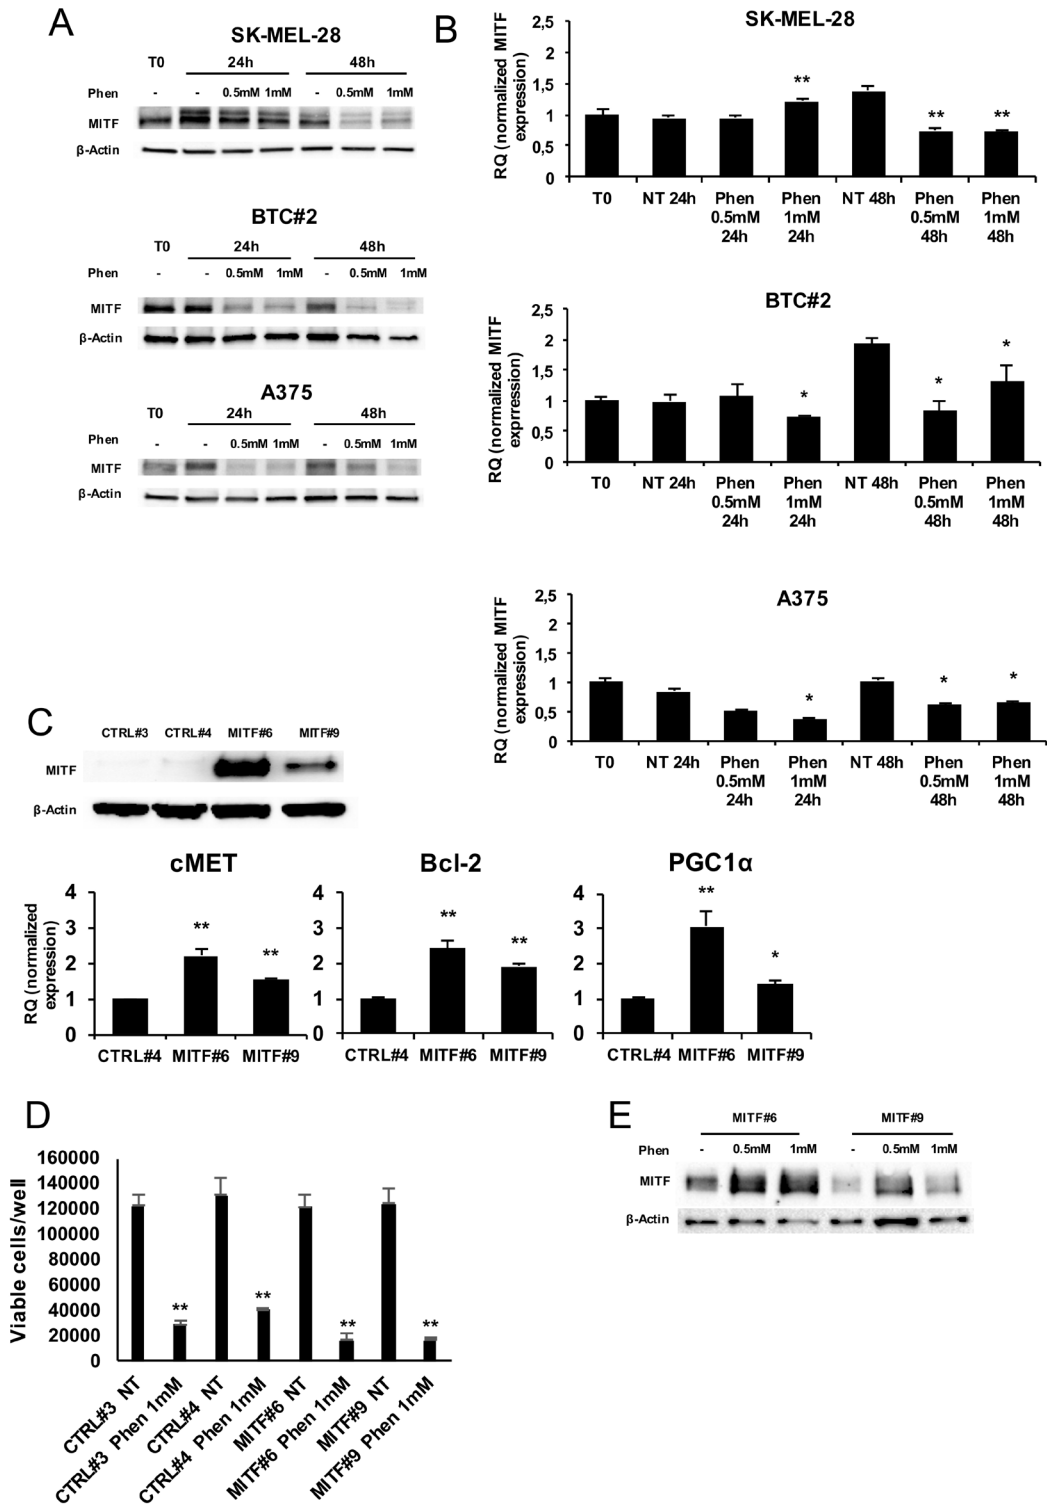 A
SK-MEL-28
T0 24h 48h
Phen - - 0.5mM 1mM - 0.5mM 1mM
MITF
β-Actin
BTC#2
T0 24h 48h
Phen - - 0.5mM 1mM - 0.5mM 1mM
MITF
β-Actin
A375
T0 24h 48h
Phen - - 0.5mM 1mM - 0.5mM 1mM
MITF
β-Actin
B
SK-MEL-28
RQ (normalized MITF
expression)
2,5
2
1,5
1
0,5
0
** ** **
T0 NT 24h Phen Phen NT 48h Phen Phen
0.5mM 1mM 0.5mM 1mM
24h 24h 48h 48h
BTC#2
RQ (normalized MITF
exprression)
2,5
2
1,5
1
0,5
0
* * *
T0 NT 24h Phen Phen NT 48h Phen Phen
0.5mM 1mM 0.5mM 1mM
24h 24h 48h 48h
A375
RQ (normalized MITF
expression)
2,5
2
1,5
1
0,5
0
* * *
T0 NT 24h Phen Phen NT 48h Phen Phen
0.5mM 1mM 0.5mM 1mM
24h 24h 48h 48h
C
CTRL#3 CTRL#4 MITF#6 MITF#9
MITF
β-Actin
cMET
RQ (normalized
expression)
4
3
2
1
0
** **
CTRL#4 MITF#6 MITF#9
Bcl-2
4
3
2
1
0
** **
CTRL#4 MITF#6 MITF#9
PGC1α
4
3
2
1
0
** *
CTRL#4 MITF#6 MITF#9
D
Viable cells/well
160000
140000
120000
100000
80000
60000
40000
20000
0
** ** ** **
CTRL#3 NT
CTRL#3 Phen 1mM
CTRL#4 NT
CTRL#4 Phen 1mM
MITF#6 NT
MITF#6 Phen 1mM
MITF#9 NT
MITF#9 Phen 1mM
E
MITF#6 MITF#9
Phen - 0.5mM 1mM - 0.5mM 1mM
MITF
β-Actin